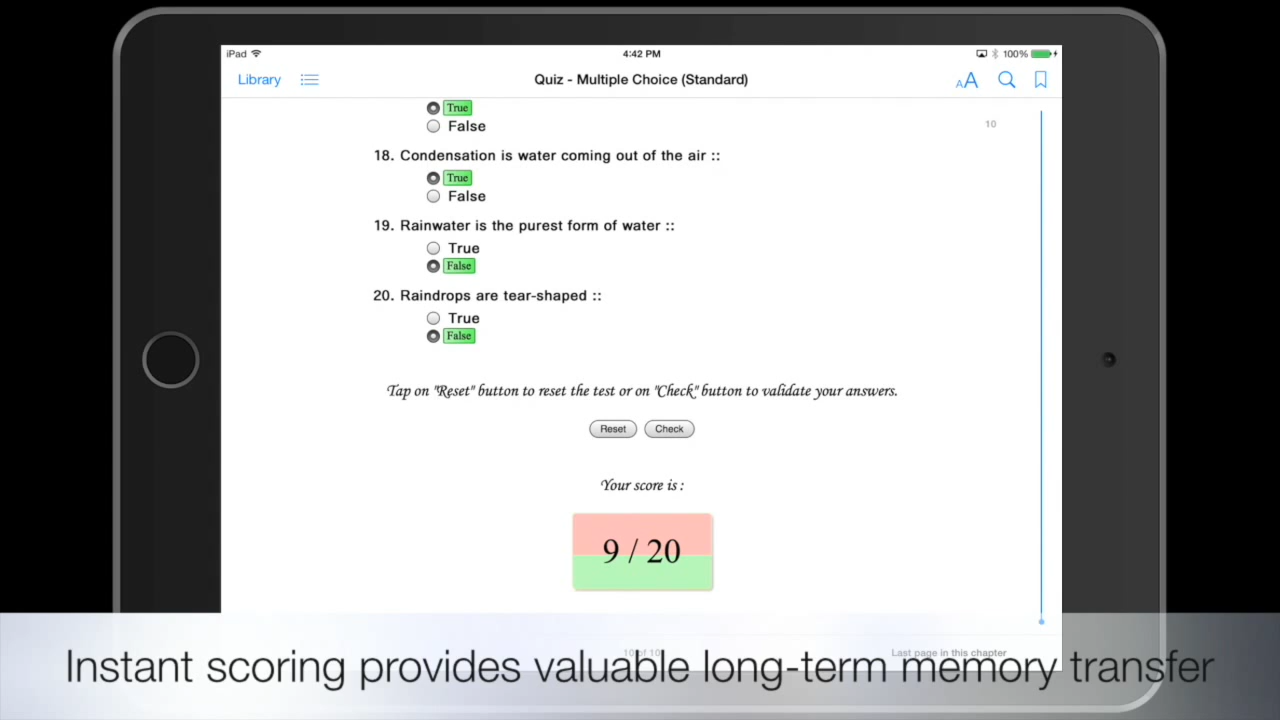 iPad 4:42 PM 100%
Library Quiz - Multiple Choice (Standard) AA
True
False
10
18. Condensation is water coming out of the air ::
True
False
19. Rainwater is the purest form of water ::
True
False
20. Raindrops are tear-shaped ::
True
False
Tap on "Reset" button to reset the test or on "Check" button to validate your answers.
Reset Check
Your score is :
9 / 20
10 of 10 Last page in this chapter
Instant scoring provides valuable long-term memory transfer